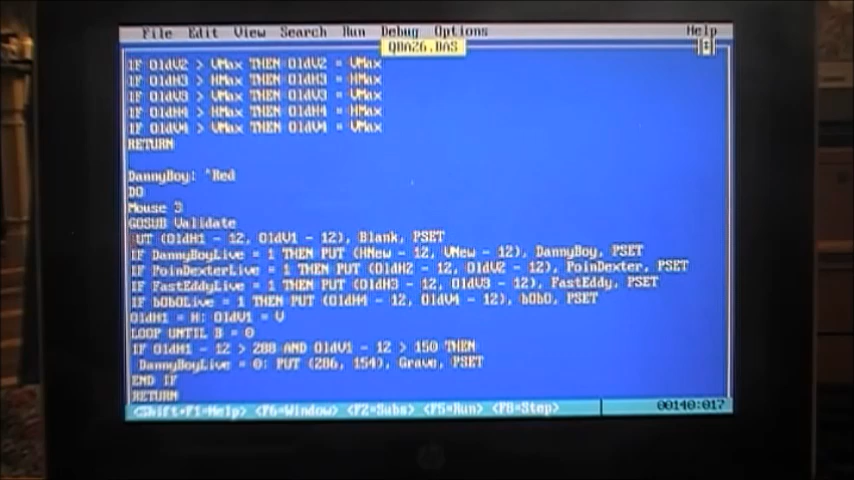 File Edit View Search Run Debug Options Help
QBA26.BAS
IF OldV2 > VMax THEN OldV2 = VMax
IF OldH3 > HMax THEN OldH3 = HMax
IF OldV3 > VMax THEN OldV3 = VMax
IF OldH4 > HMax THEN OldH4 = HMax
IF OldV4 > VMax THEN OldV4 = VMax
RETURN
DannyBoy: 'Red
DO
Mouse 3
GOSUB Validate
PUT (OldH1 - 12, OldV1 - 12), Blank, PSET
IF DannyBoyLive = 1 THEN PUT (HNew - 12, VNew - 12), DannyBoy, PSET
IF PoinDexterLive = 1 THEN PUT (OldH2 - 12, OldV2 - 12), PoinDexter, PSET
IF FastEddyLive = 1 THEN PUT (OldH3 - 12, OldV3 - 12), FastEddy, PSET
IF bObOLive = 1 THEN PUT (OldH4 - 12, OldV4 - 12), bObO, PSET
OldH1 = H: OldV1 = V
LOOP UNTIL B = 0
IF OldH1 - 12 > 288 AND OldV1 - 12 > 150 THEN
DannyBoyLive = 0: PUT (286, 154), Grave, PSET
END IF
RETURN
<Shift+F1=Help> <F6=Window> <F2=Subs> <F5=Run> <F8=Step> 00140:017